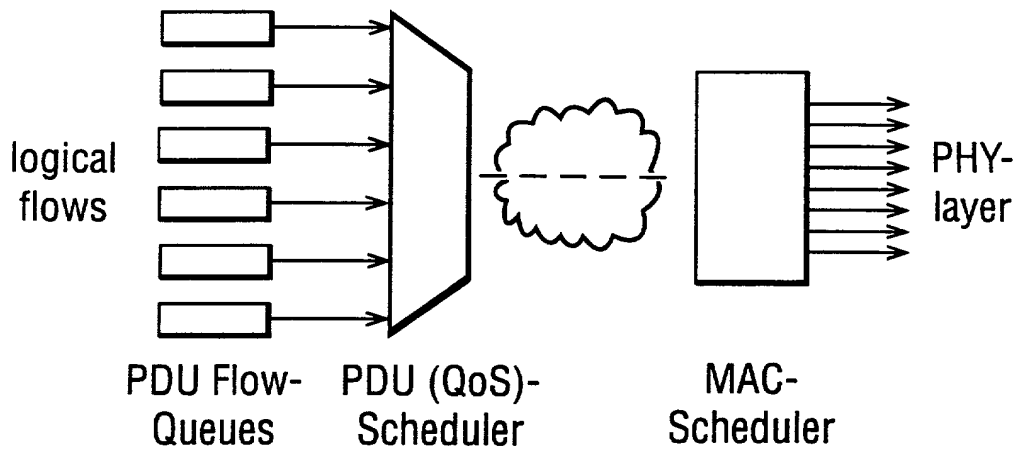 logical
flows
PHY-
layer
PDU Flow-
Queues
PDU (QoS)-
Scheduler
MAC-
Scheduler